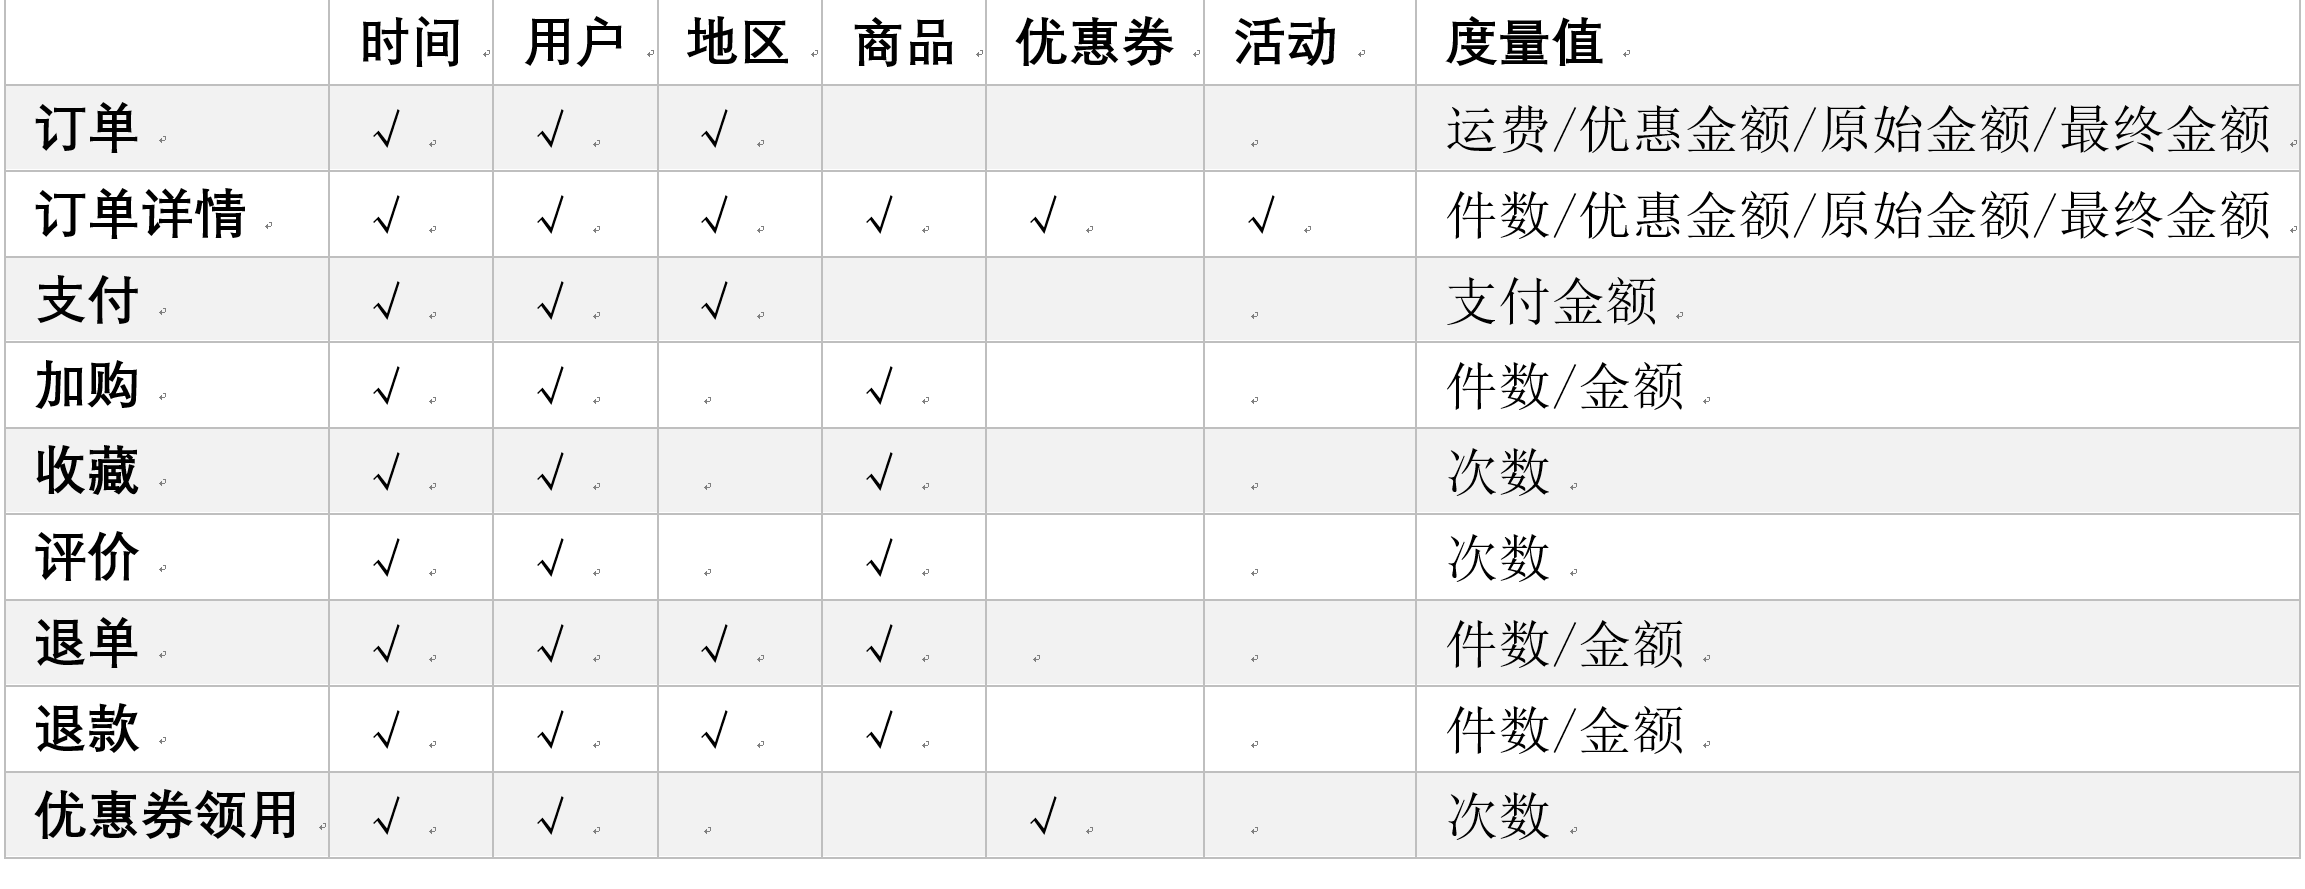 时间 用户 地区 商品 优惠券 活动 度量值
订单 √ √ √ 运费/优惠金额/原始金额/最终金额
订单详情 √ √ √ √ √ √ 件数/优惠金额/原始金额/最终金额
支付 √ √ √ 支付金额
加购 √ √ √ 件数/金额
收藏 √ √ √ 次数
评价 √ √ √ 次数
退单 √ √ √ √ 件数/金额
退款 √ √ √ √ 件数/金额
优惠券领用 √ √ √ 次数